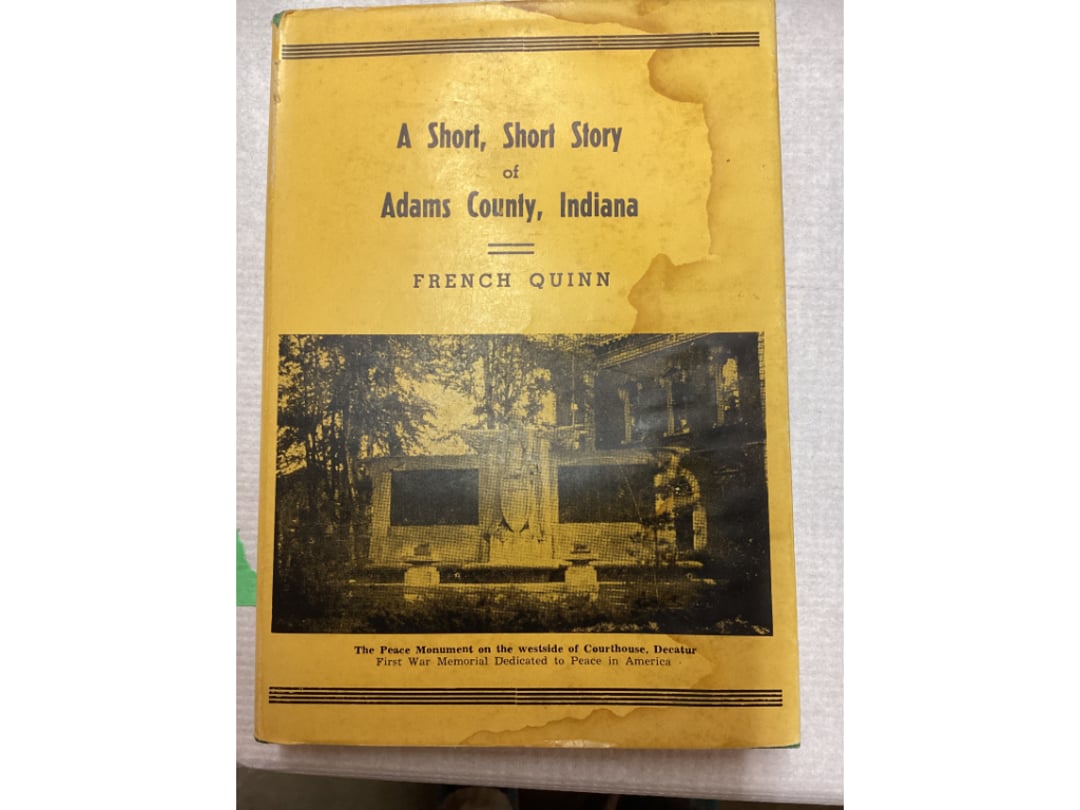 A Short, Short Story
of
Adams County, Indiana
FRENCH QUINN
The Peace Monument on the westside of Courthouse, Decatur
First War Memorial Dedicated to Peace in America